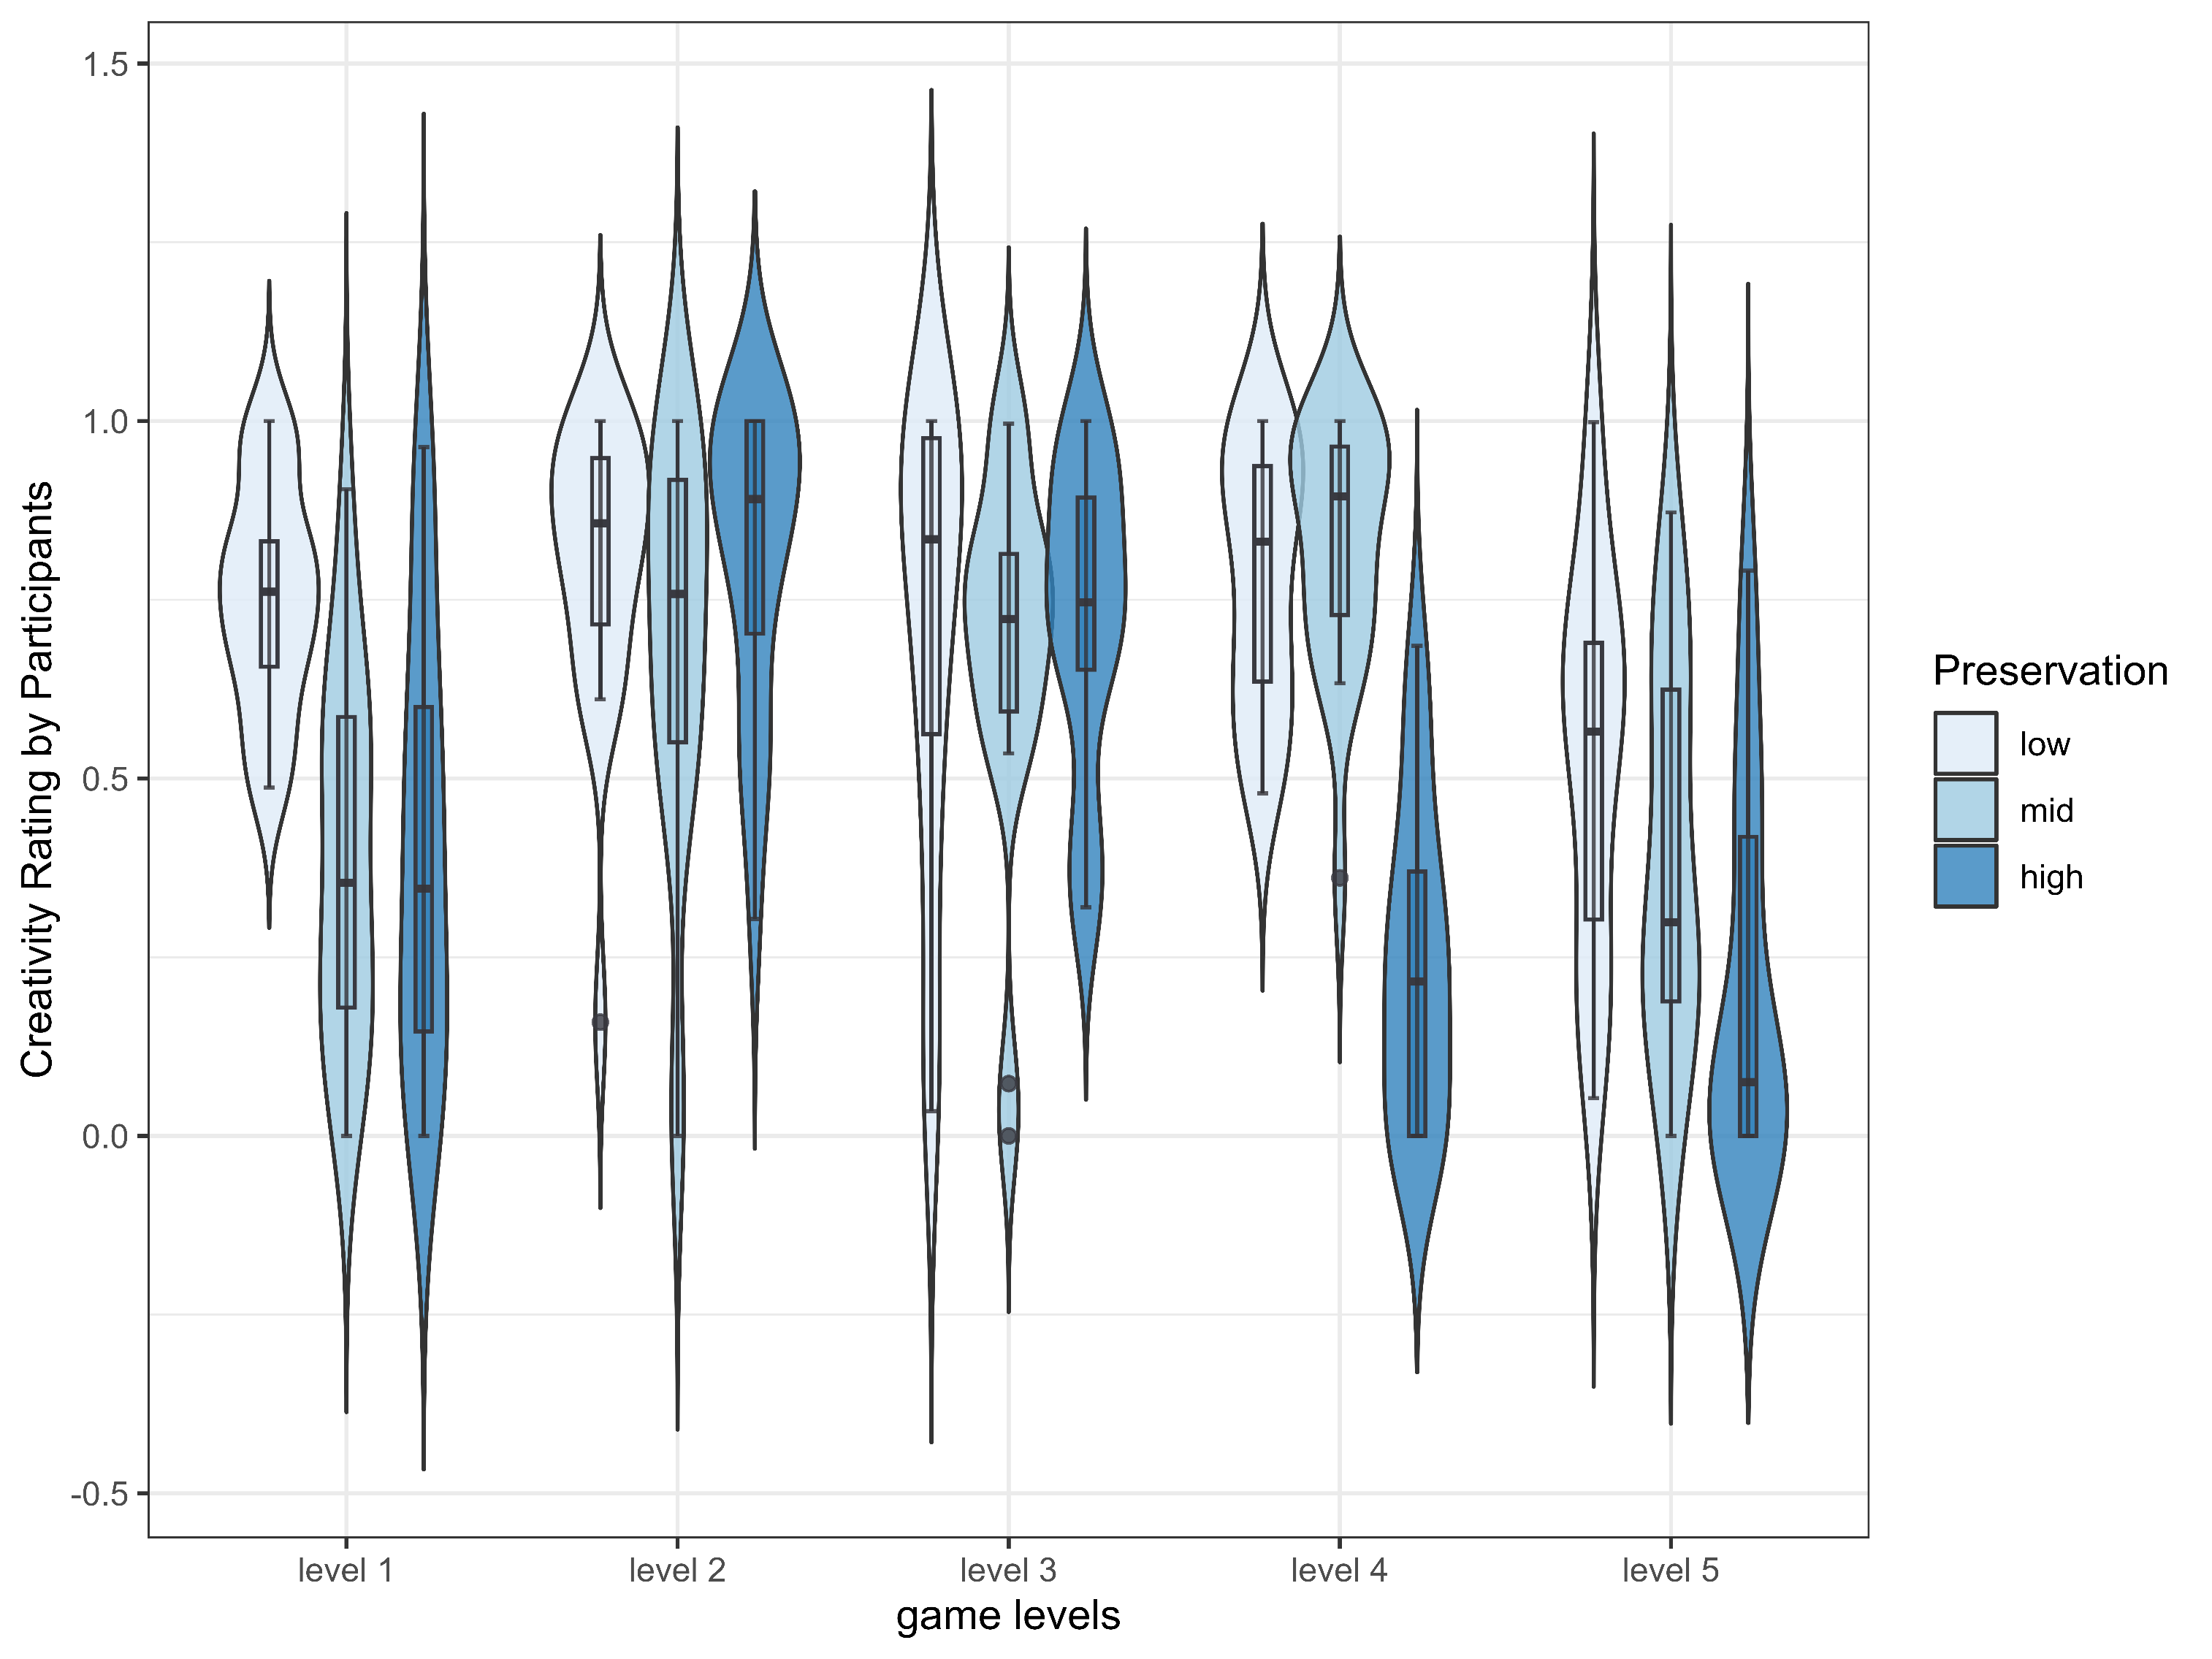 Creativity Rating by Participants
1.5
1.0
0.5
0.0
-0.5
level 1
level 2
level 3
level 4
level 5
game levels
Preservation
low
mid
high